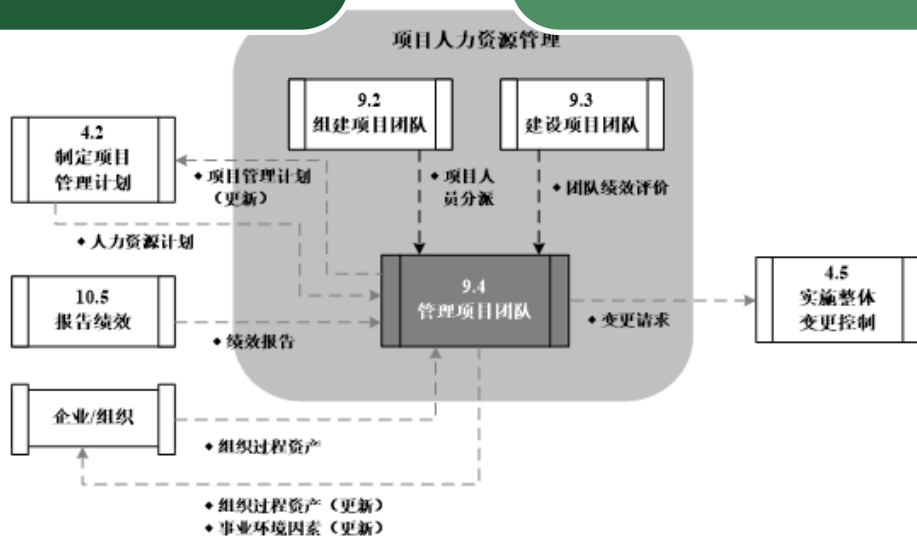 项目人力资源管理
9.2
组建项目团队
9.3
建设项目团队
4.2
制定项目
管理计划
◆ 项目管理计划
（更新）
◆ 项目人
员分派
◆ 团队绩效评价
◆ 人力资源计划
9.4
管理项目团队
4.5
实施整体
变更控制
10.5
报告绩效
◆ 变更请求
◆ 绩效报告
企业/组织
◆ 组织过程资产
◆ 组织过程资产（更新）
◆ 事业环境因素（更新）